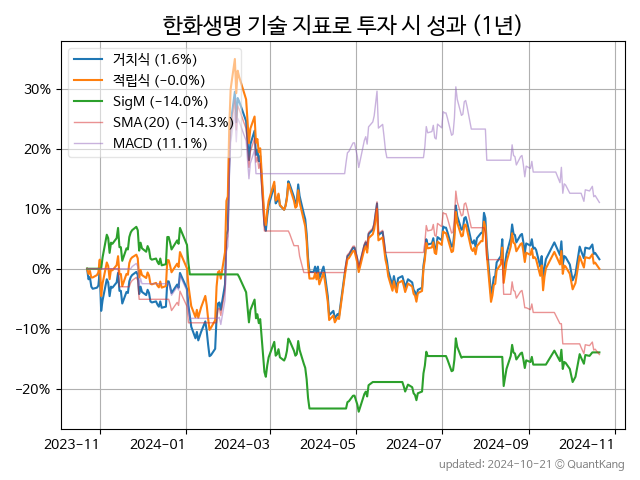 한화생명 기술 지표로 투자 시 성과 (1년)
거치식 (1.6%)
적립식 (-0.0%)
SigM (-14.0%)
SMA(20) (-14.3%)
MACD (11.1%)
30%
20%
10%
0%
-10%
-20%
2023-11 2024-01 2024-03 2024-05 2024-07 2024-09 2024-11
updated: 2024-10-21 © QuantKang